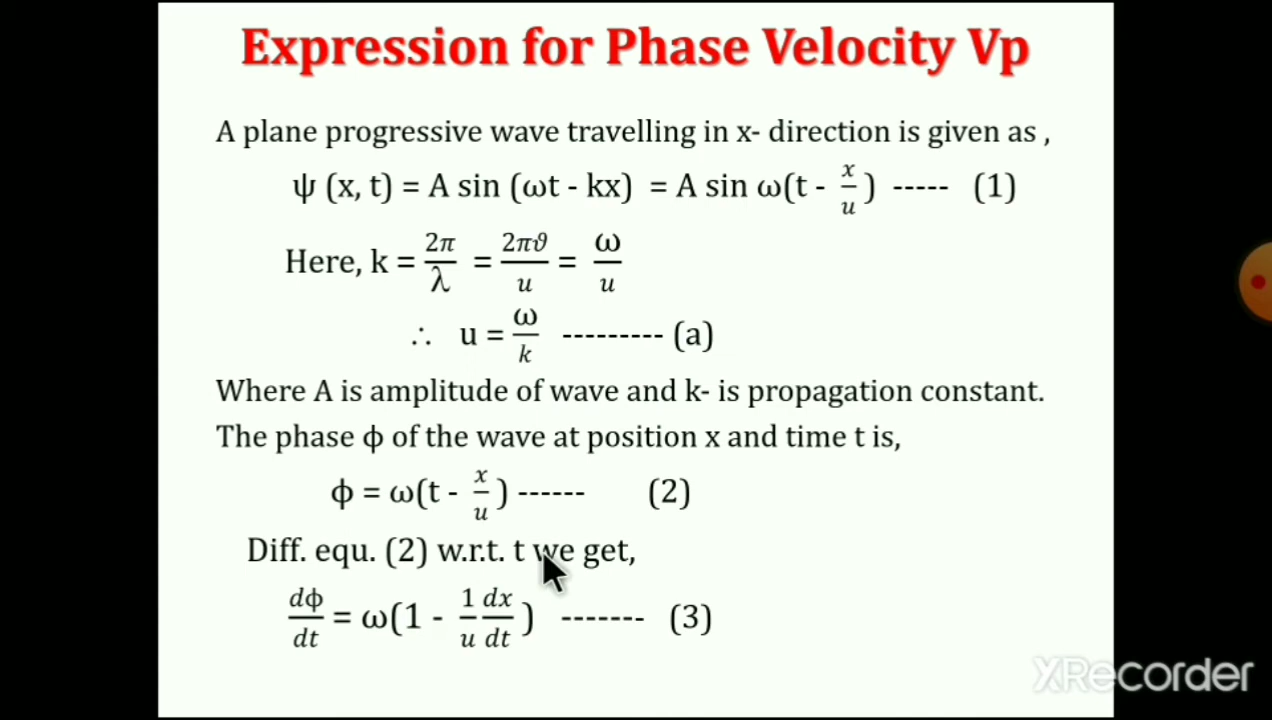 Expression for Phase Velocity Vp
A plane progressive wave travelling in x- direction is given as ,
ψ (x, t) = A sin (ωt - kx) = A sin ω(t - x/u) ----- (1)
Here, k = 2π/λ = 2πϑ/u = ω/u
∴ u = ω/k --------- (a)
Where A is amplitude of wave and k- is propagation constant.
The phase ϕ of the wave at position x and time t is,
ϕ = ω(t - x/u) ------ (2)
Diff. equ. (2) w.r.t. t we get,
dϕ/dt = ω(1 - 1/u dx/dt) ------- (3)
XRecorder